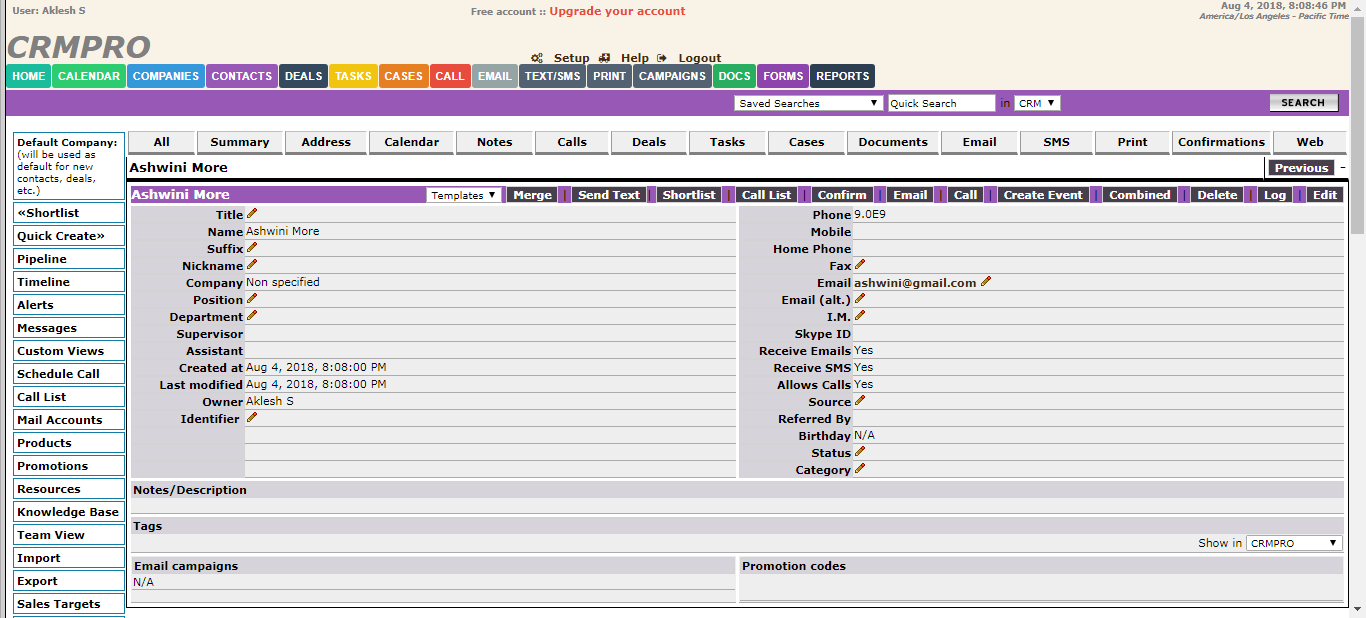 User: Aklesh S
Free account :: Upgrade your account
Aug 4, 2018, 8:08:46 PM
America/Los Angeles - Pacific Time
CRMPRO
Setup Help Logout
HOME CALENDAR COMPANIES CONTACTS DEALS TASKS CASES CALL EMAIL TEXT/SMS PRINT CAMPAIGNS DOCS FORMS REPORTS
Saved Searches Quick Search in CRM SEARCH
Default Company:
(will be used as
default for new
contacts, deals,
etc.)
«Shortlist
Quick Create»
Pipeline
Timeline
Alerts
Messages
Custom Views
Schedule Call
Call List
Mail Accounts
Products
Promotions
Resources
Knowledge Base
Team View
Import
Export
Sales Targets
All Summary Address Calendar Notes Calls Deals Tasks Cases Documents Email SMS Print Confirmations Web
Ashwini More Previous -
Ashwini More Templates Merge | Send Text | Shortlist | Call List | Confirm | Email | Call | Create Event | Combined | Delete | Log | Edit
Title
Name Ashwini More
Suffix
Nickname
Company Non specified
Position
Department
Supervisor
Assistant
Created at Aug 4, 2018, 8:08:00 PM
Last modified Aug 4, 2018, 8:08:00 PM
Owner Aklesh S
Identifier
Phone 9.0E9
Mobile
Home Phone
Fax
Email ashwini@gmail.com
Email (alt.)
I.M.
Skype ID
Receive Emails Yes
Receive SMS Yes
Allows Calls Yes
Source
Referred By
Birthday N/A
Status
Category
Notes/Description
Tags
Show in CRMPRO
Email campaigns
N/A
Promotion codes